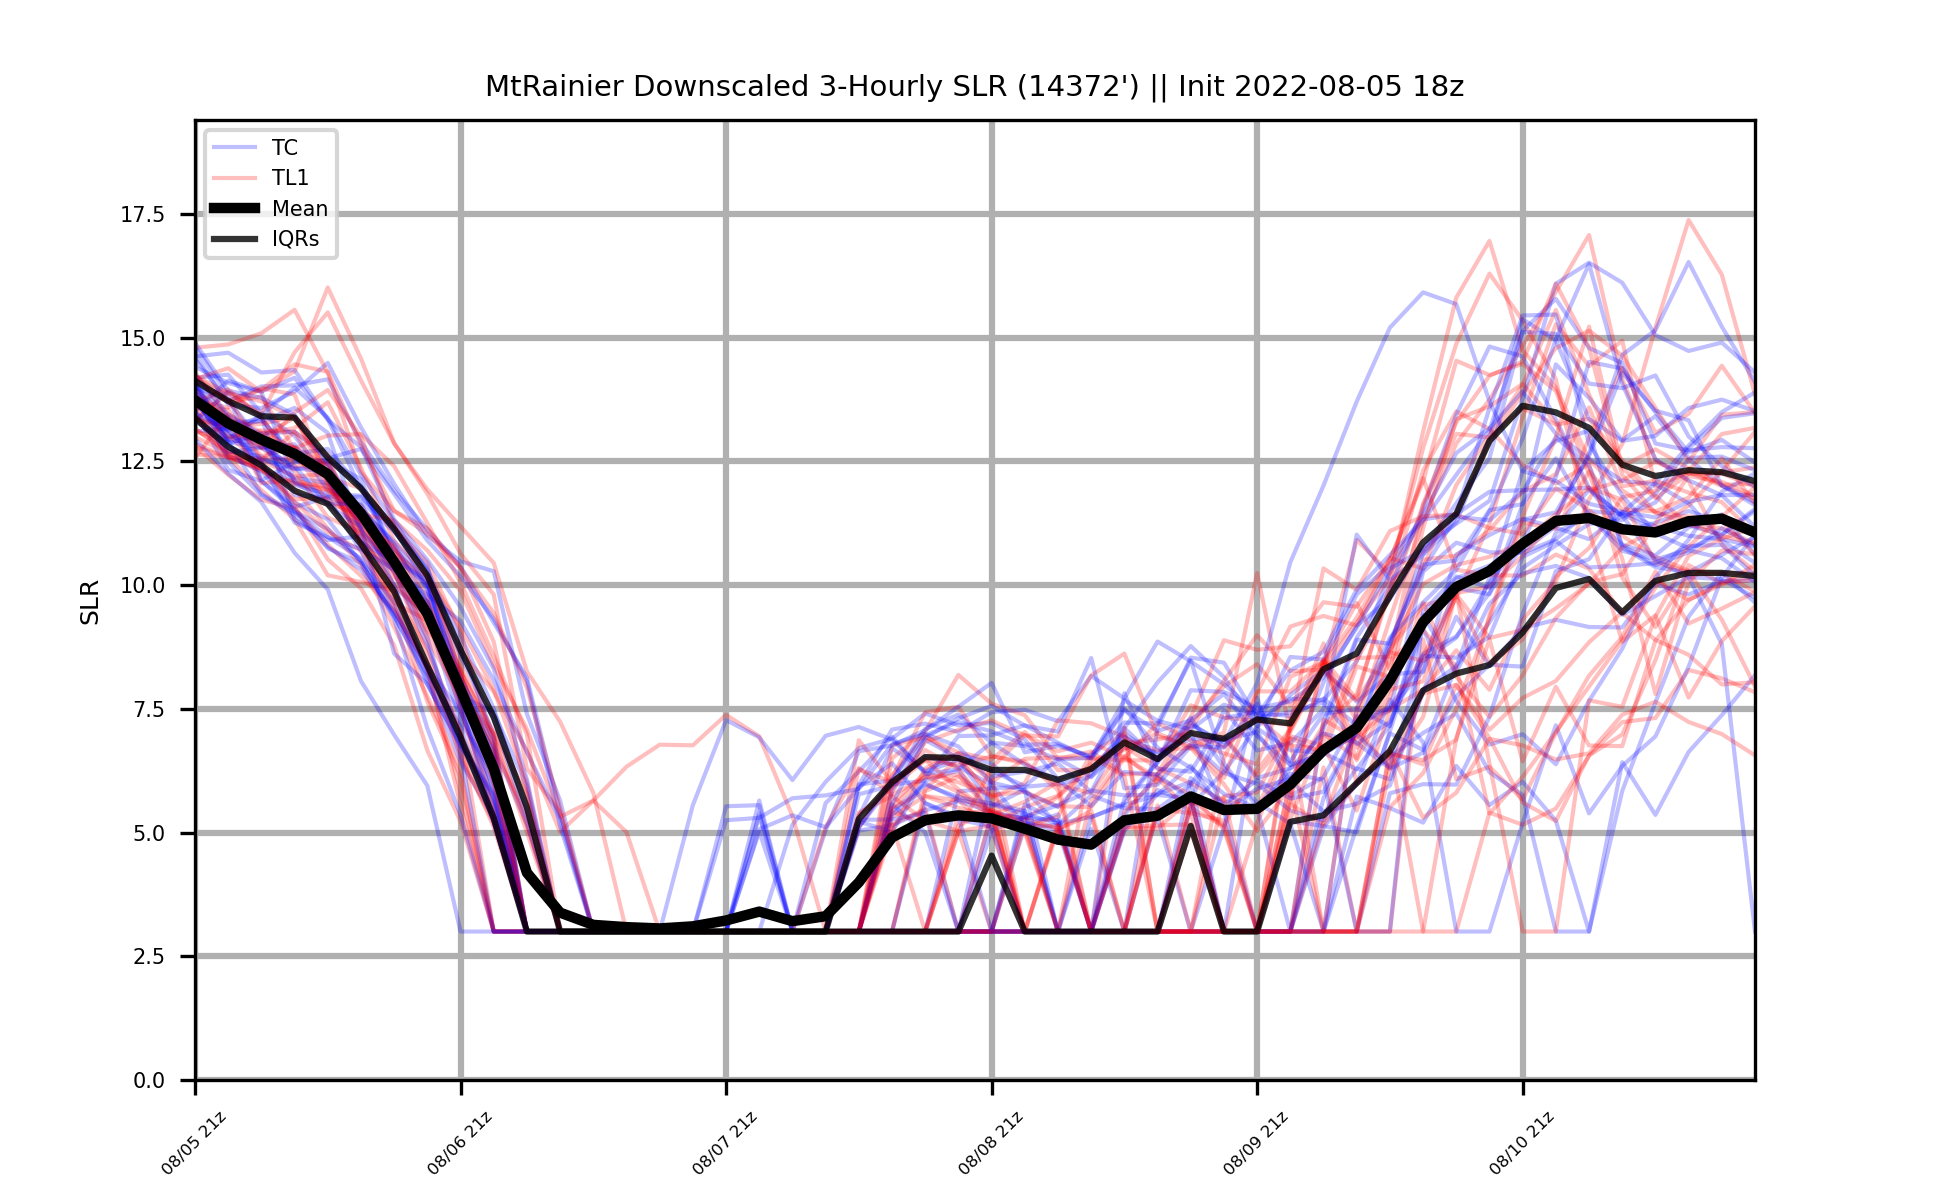 MtRainier Downscaled 3-Hourly SLR (14372') || Init 2022-08-05 18z
TC
TL1
Mean
IQRs
17.5
15.0
12.5
10.0
7.5
5.0
2.5
0.0
SLR
08/05 21z
08/06 21z
08/07 21z
08/08 21z
08/09 21z
08/10 21z